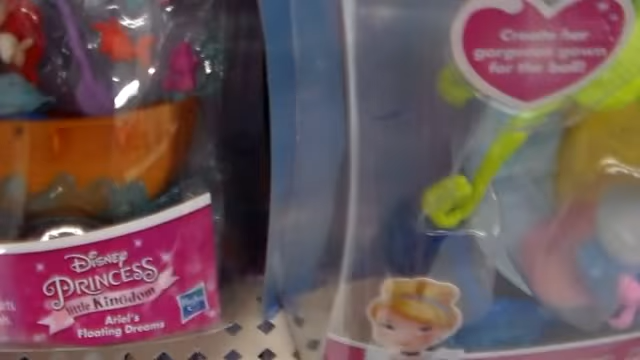 Create her
gorgeous gown
for the ball!
Disney
PRINCESS
little Kingdom
Ariel's
Floating Dreams
Hasbro